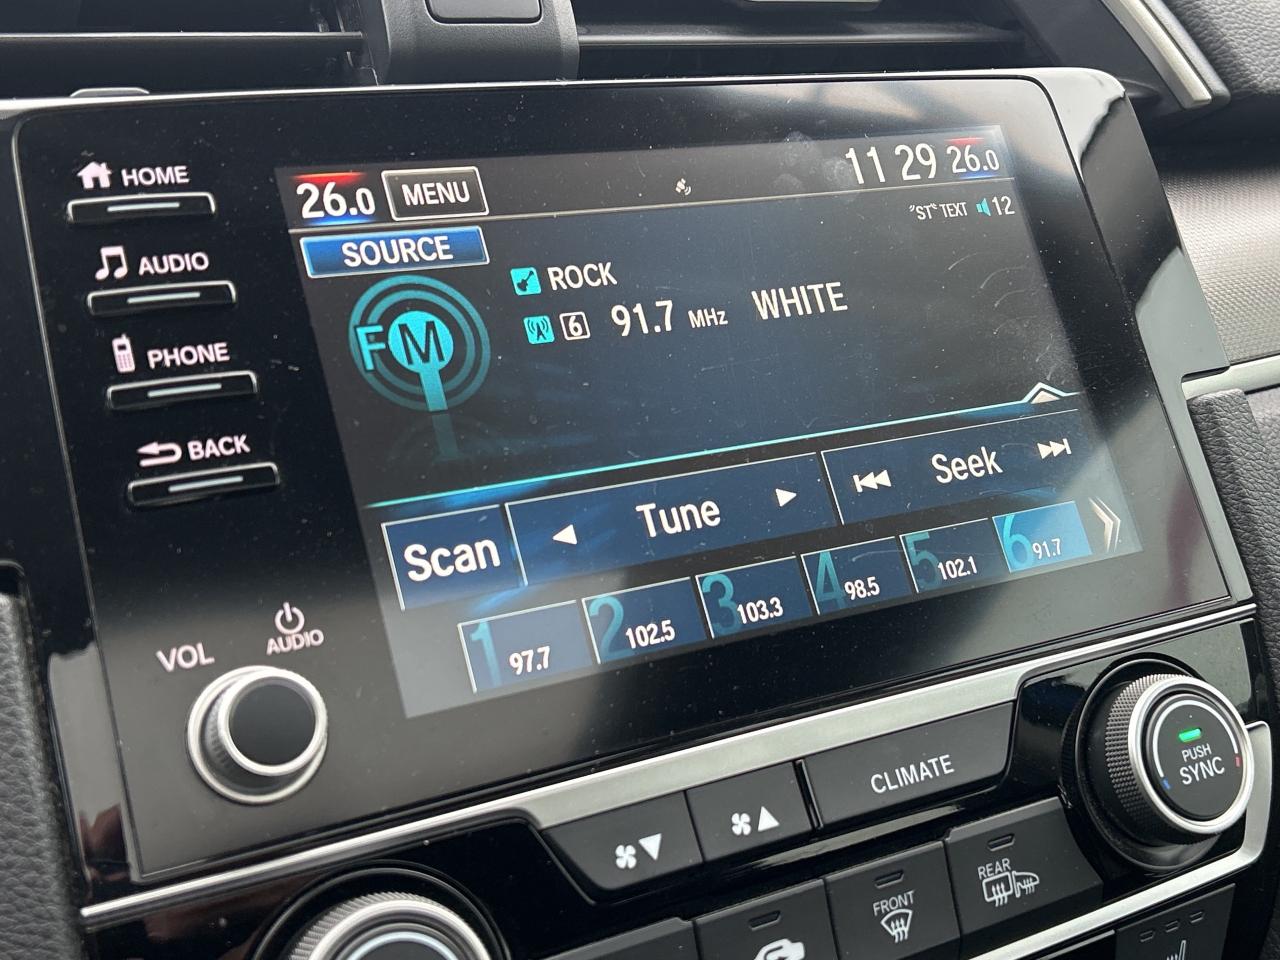 HOME
AUDIO
PHONE
BACK
VOL
AUDIO
26.0 MENU 11 29 26.0
SOURCE "ST" TEXT 12
FM
ROCK
6 91.7 MHz WHITE
Scan Tune Seek
1 97.7 2 102.5 3 103.3 4 98.5 5 102.1 6 91.7
CLIMATE
PUSH
SYNC
FRONT
REAR